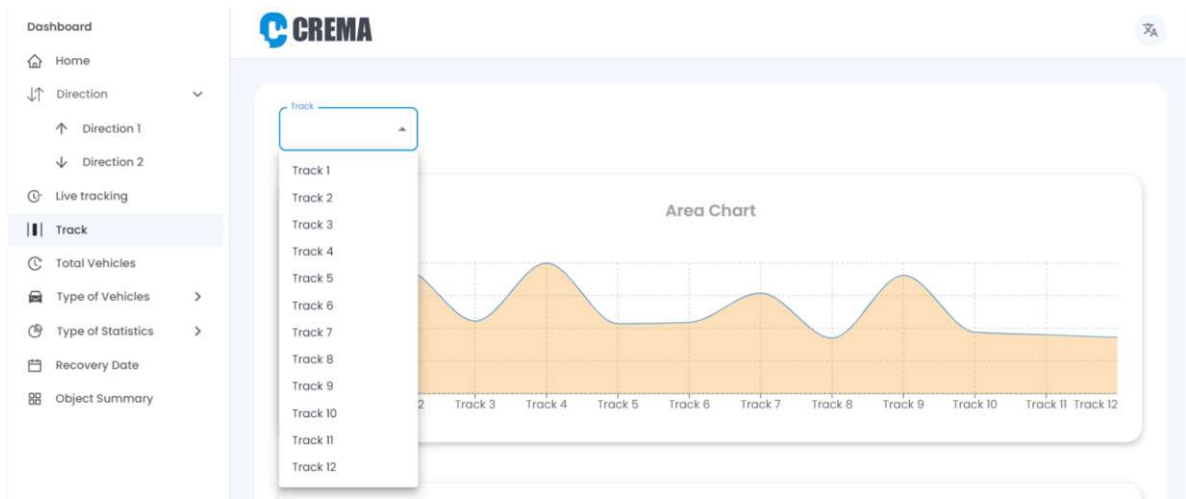 Dashboard
Home
Direction
Direction 1
Direction 2
Live tracking
Track
Total Vehicles
Type of Vehicles
Type of Statistics
Recovery Date
Object Summary
CREMA
Track
Track 1
Track 2
Track 3
Track 4
Track 5
Track 6
Track 7
Track 8
Track 9
Track 10
Track 11
Track 12
Area Chart
2 Track 3 Track 4 Track 5 Track 6 Track 7 Track 8 Track 9 Track 10 Track 11 Track 12